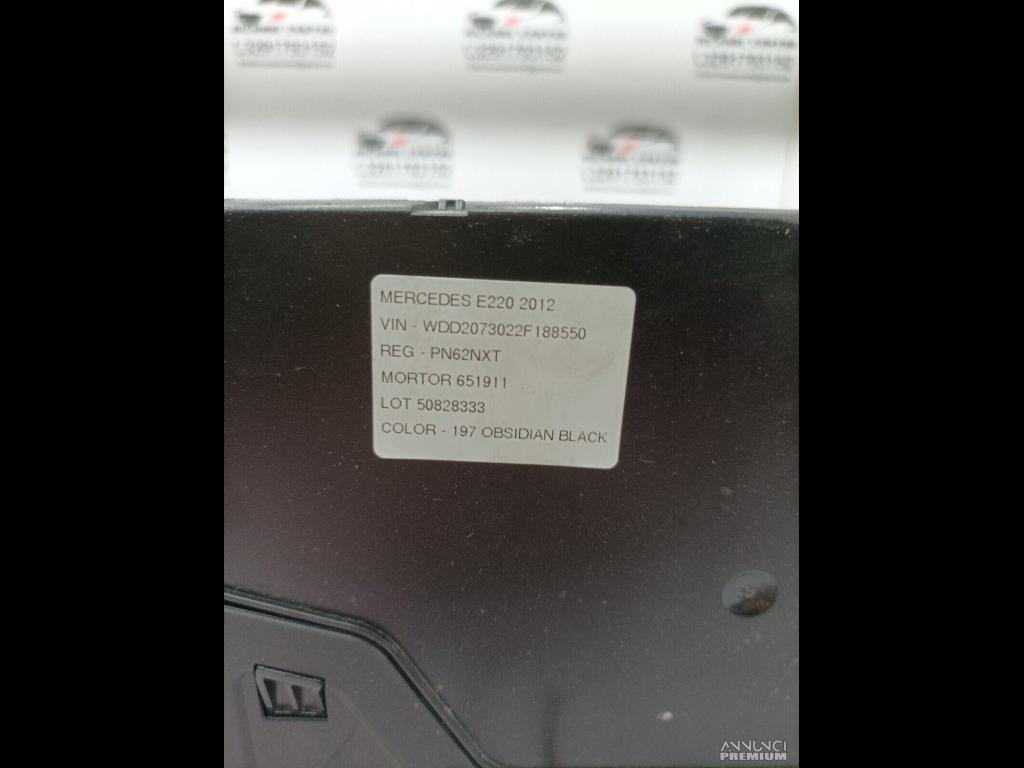 MERCEDES E220 2012
VIN - WDD2073022F188550
REG - PN62NXT
MORTOR 651911
LOT 50828333
COLOR - 197 OBSIDIAN BLACK
ANNUNCI
PREMIUM